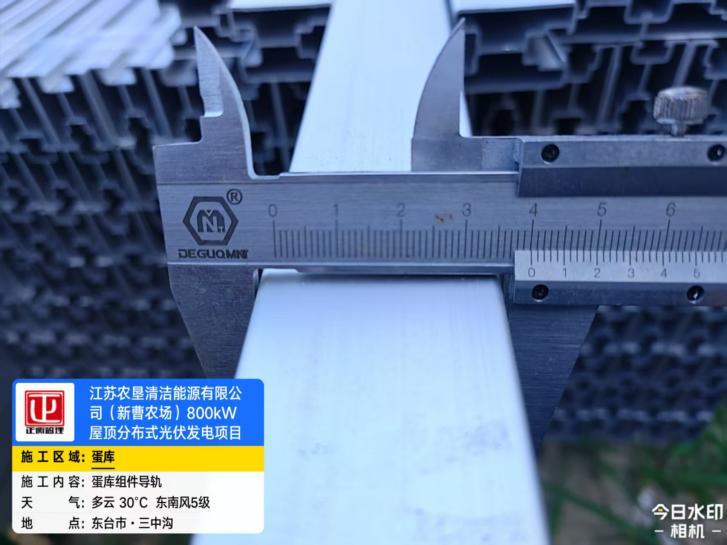 ®
M
DEGUQMNT
0 1 2 3 4 5 6
0 1 2 3 4 5
江苏农垦清洁能源有限公
司（新曹农场）800kW
屋顶分布式光伏发电项目
正衡监理
施工区域：蛋库
施工内容：蛋库组件导轨
天气：多云 30℃ 东南风5级
地点：东台市·三中沟
今日水印
相机